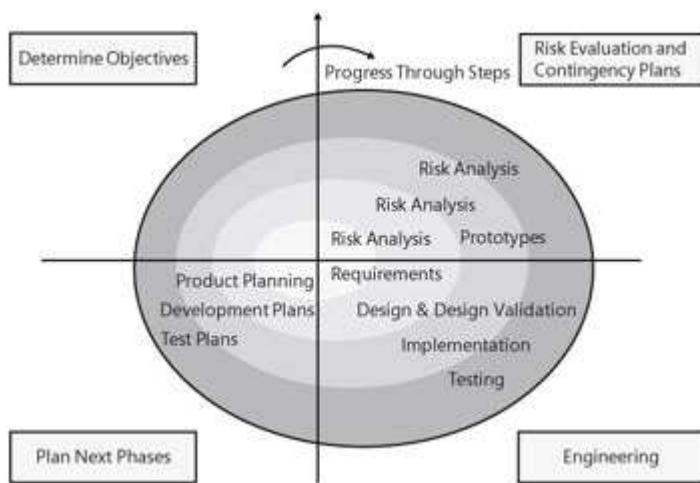 Determine Objectives
Risk Evaluation and
Contingency Plans
Progress Through Steps
Risk Analysis
Risk Analysis
Risk Analysis
Prototypes
Product Planning
Requirements
Development Plans
Design & Design Validation
Test Plans
Implementation
Testing
Plan Next Phases
Engineering